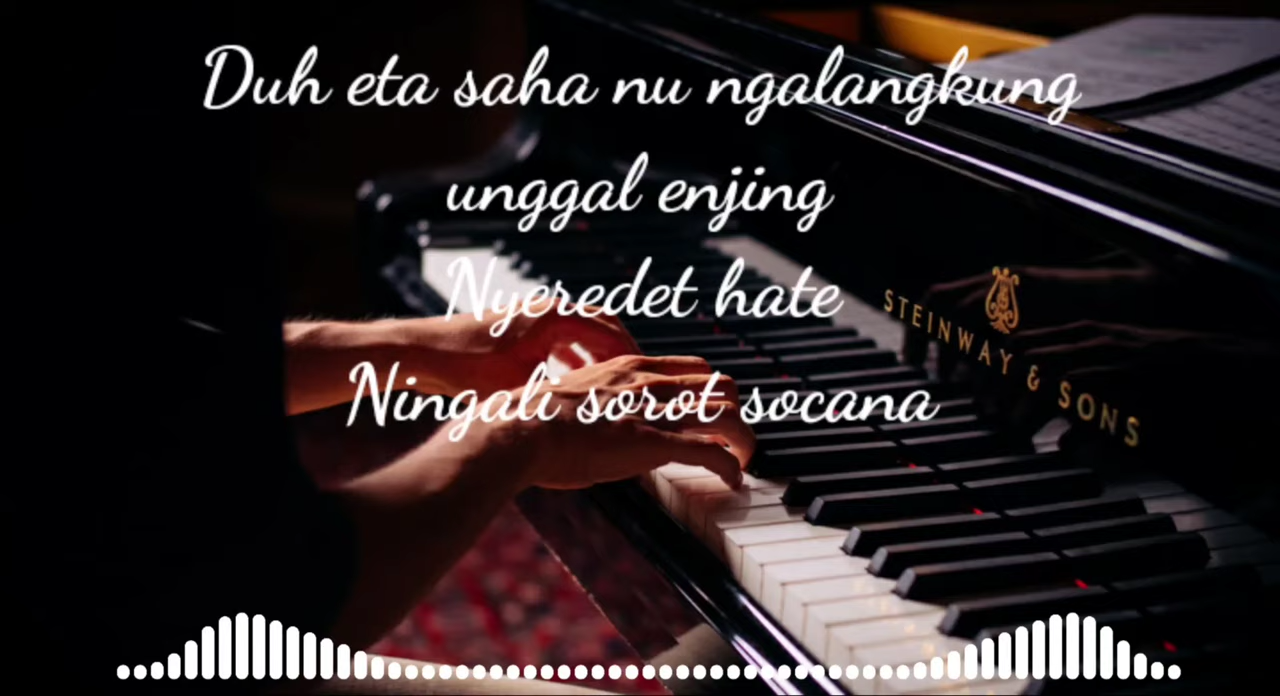 Duh eta saha nu ngalangkung
unggal enjing
Nyeredet hate
Ningali sorot socana
STEINWAY & SONS